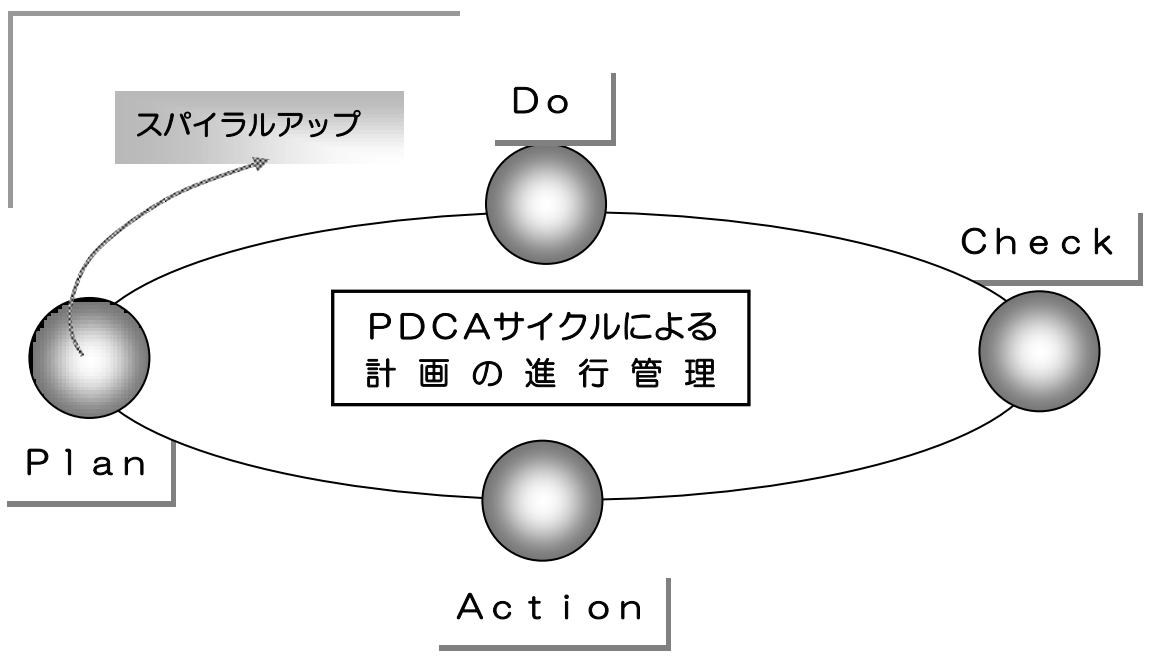 Ｄｏ
スパイラルアップ
Ｃｈｅｃｋ
ＰＤＣＡサイクルによる
計画の進行管理
Ｐｌａｎ
Ａｃｔｉｏｎ